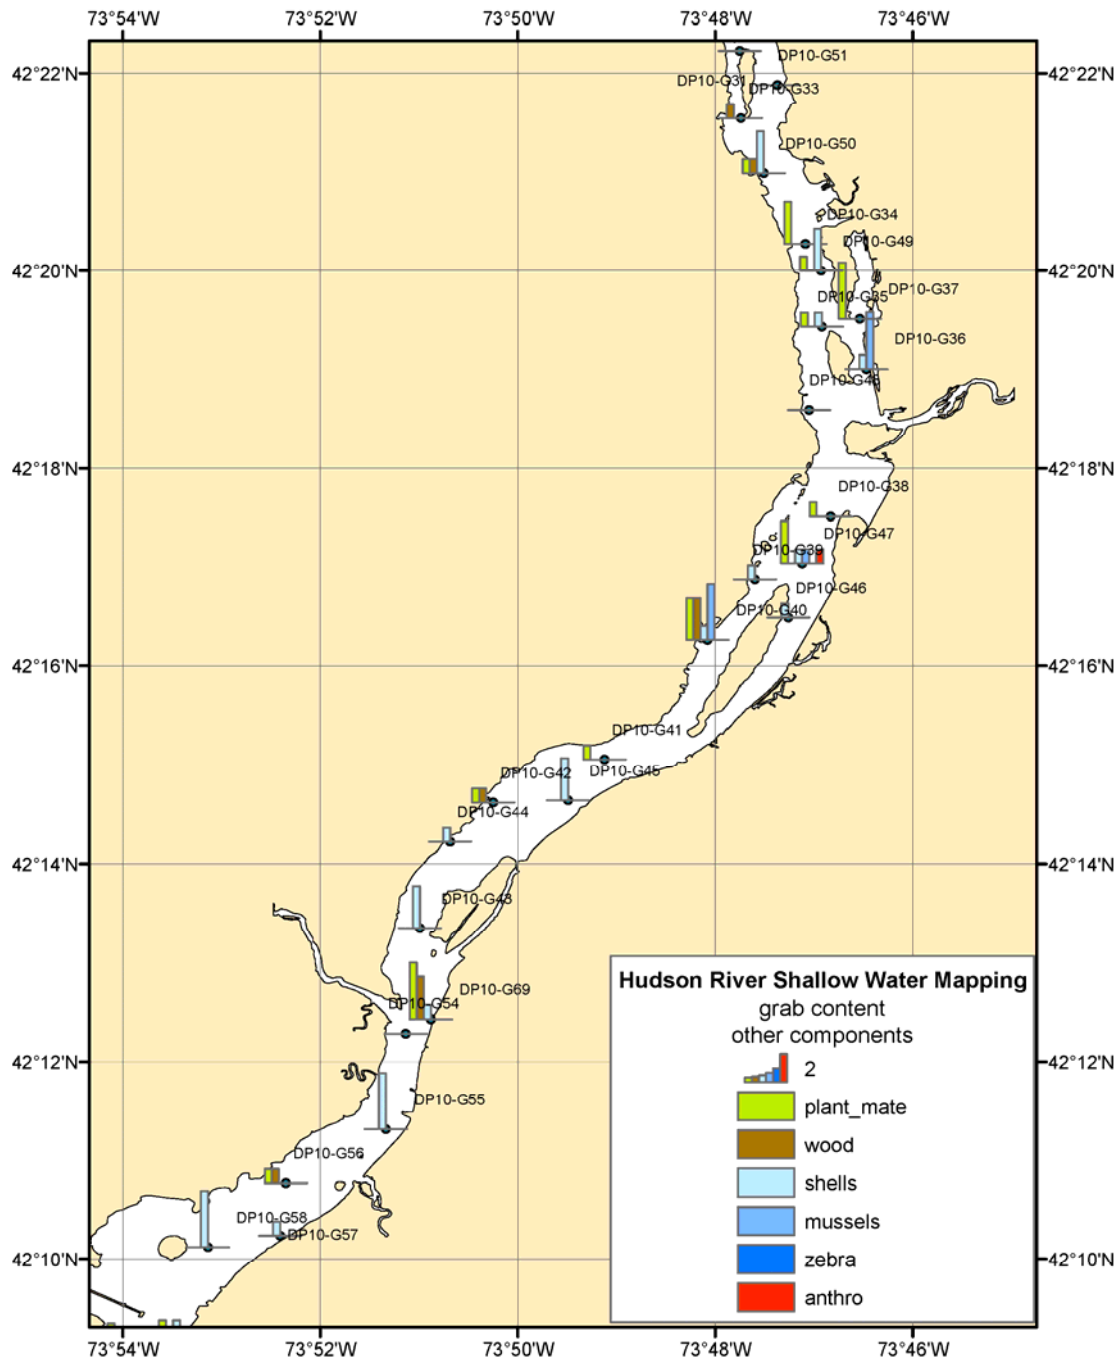 73°54'W 73°52'W 73°50'W 73°48'W 73°46'W
42°22'N 42°22'N
DP10-G51
DP10-G31
DP10-G33
DP10-G50
DP10-G34
DP10-G49
42°20'N 42°20'N
DP10-G37
DP10-G35
DP10-G36
DP10-G48
42°18'N 42°18'N
DP10-G38
DP10-G47
DP10-G39
DP10-G46
DP10-G40
42°16'N 42°16'N
DP10-G41
DP10-G42
DP10-G45
DP10-G44
42°14'N 42°14'N
DP10-G43
DP10-G69
DP10-G54
42°12'N 42°12'N
DP10-G55
DP10-G56
DP10-G58
DP10-G57
42°10'N 42°10'N
Hudson River Shallow Water Mapping
grab content
other components
2
plant_mate
wood
shells
mussels
zebra
anthro
73°54'W 73°52'W 73°50'W 73°48'W 73°46'W